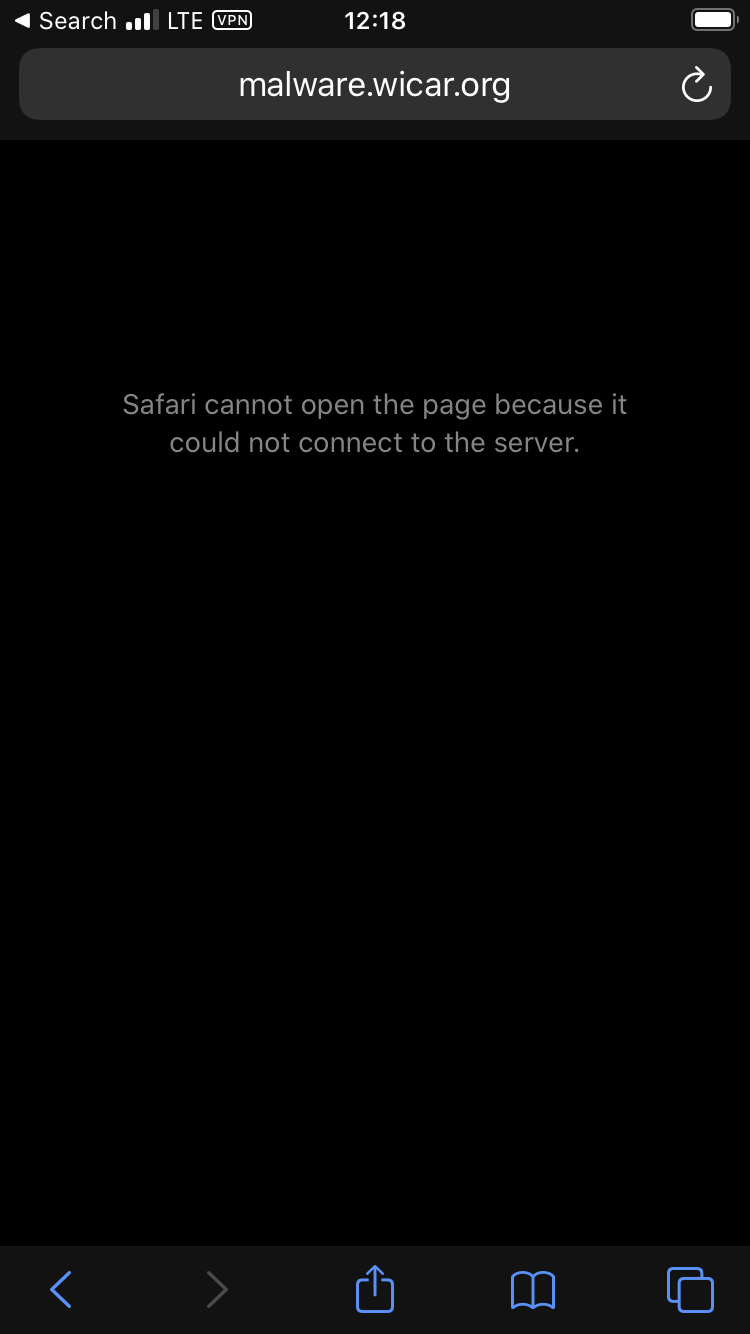 Search LTE VPN 12:18
malware.wicar.org
Safari cannot open the page because it
could not connect to the server.